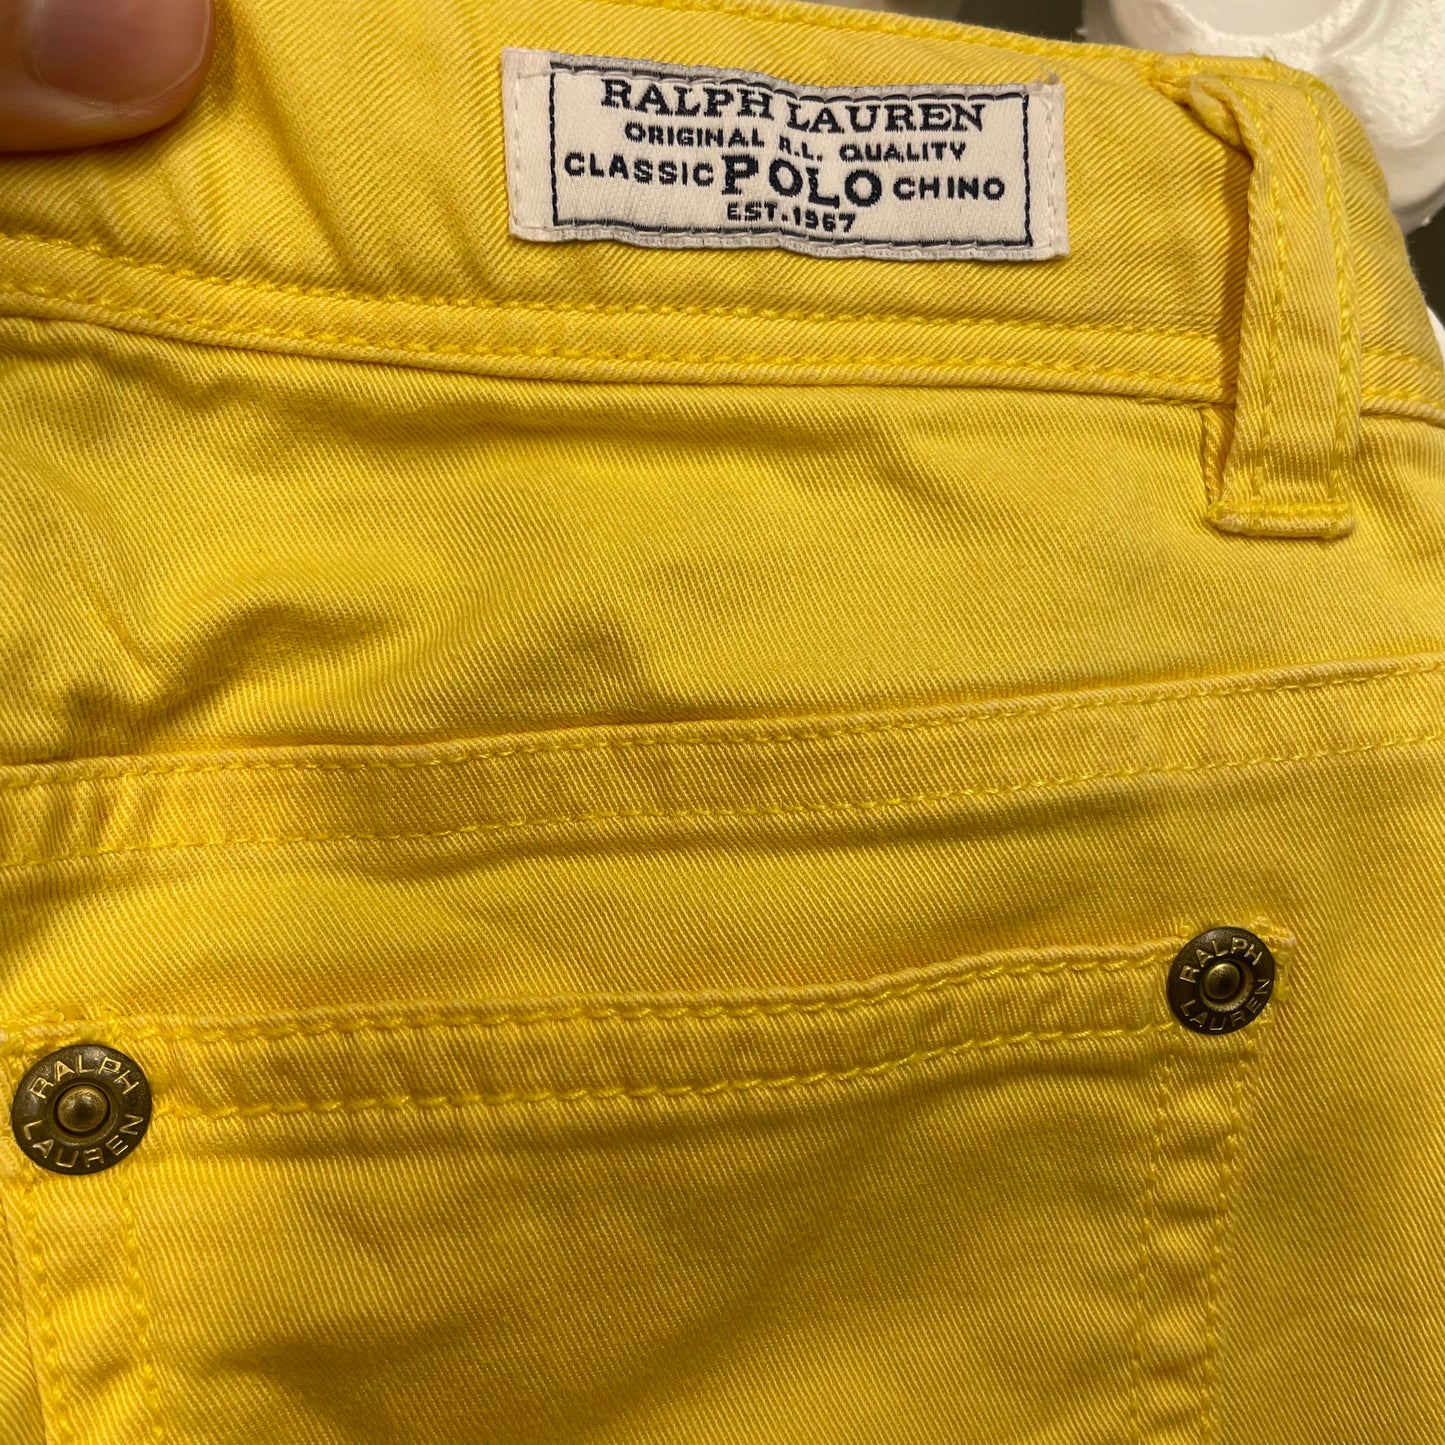 RALPH LAUREN
ORIGINAL R.L. QUALITY
CLASSIC POLO CHINO
EST. 1967
RALPH
LAUREN
RALPH
LAUREN